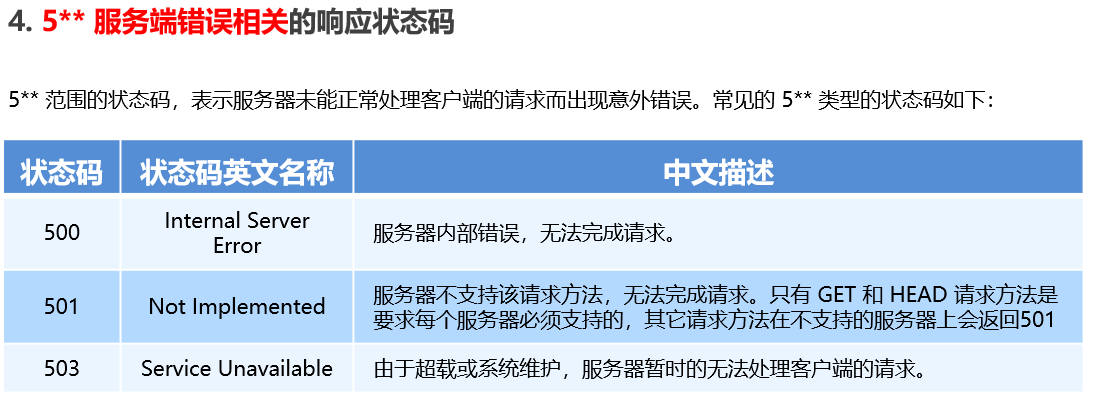 4. 5** 服务端错误相关的响应状态码
5** 范围的状态码，表示服务器未能正常处理客户端的请求而出现意外错误。常见的 5** 类型的状态码如下：
状态码 状态码英文名称 中文描述
500 Internal Server Error 服务器内部错误，无法完成请求。
501 Not Implemented 服务器不支持该请求方法，无法完成请求。只有 GET 和 HEAD 请求方法是
要求每个服务器必须支持的，其它请求方法在不支持的服务器上会返回501
503 Service Unavailable 由于超载或系统维护，服务器暂时的无法处理客户端的请求。